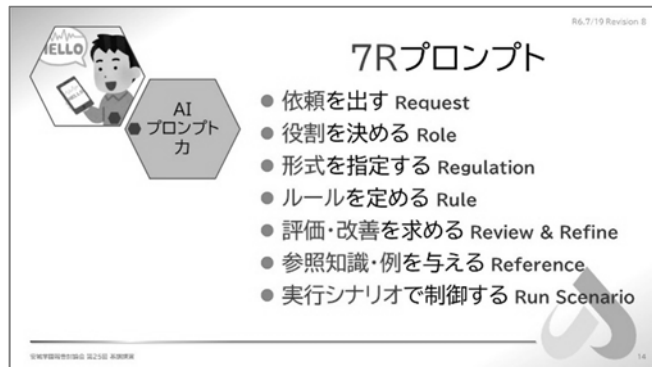 R6.7/19 Revision 8
HELLO
7Rプロンプト
AI
プロンプト
力
● 依頼を出す Request
● 役割を決める Role
● 形式を指定する Regulation
● ルールを定める Rule
● 評価・改善を求める Review & Refine
● 参照知識・例を与える Reference
● 実行シナリオで制御する Run Scenario
第25回
14